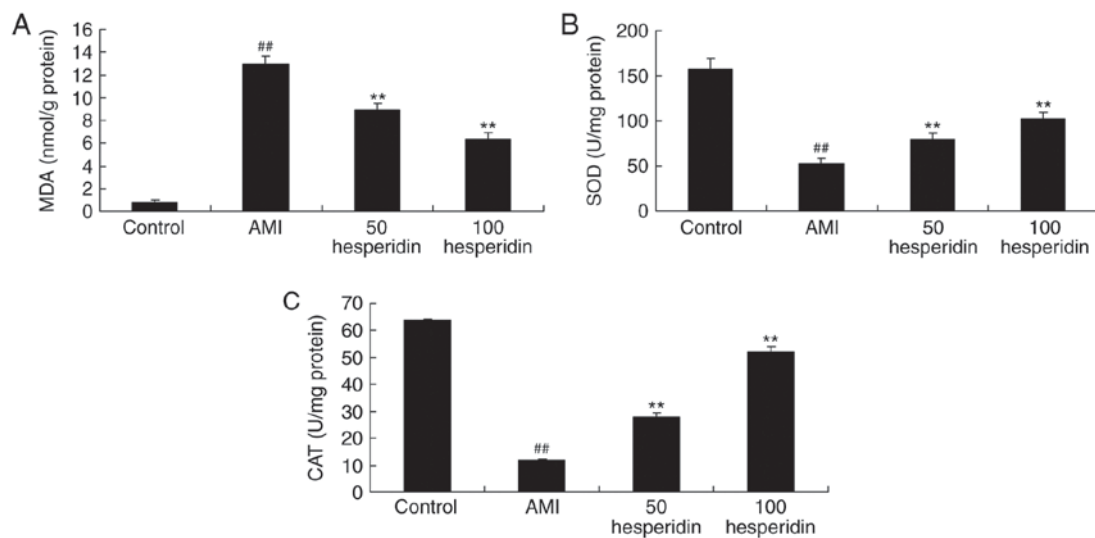 A
MDA (nmol/g protein)
16
14
12
10
8
6
4
2
0
##
**
**
Control
AMI
50
hesperidin
100
hesperidin
B
SOD (U/mg protein)
200
150
100
50
0
##
**
**
Control
AMI
50
hesperidin
100
hesperidin
C
CAT (U/mg protein)
70
60
50
40
30
20
10
0
##
**
**
Control
AMI
50
hesperidin
100
hesperidin